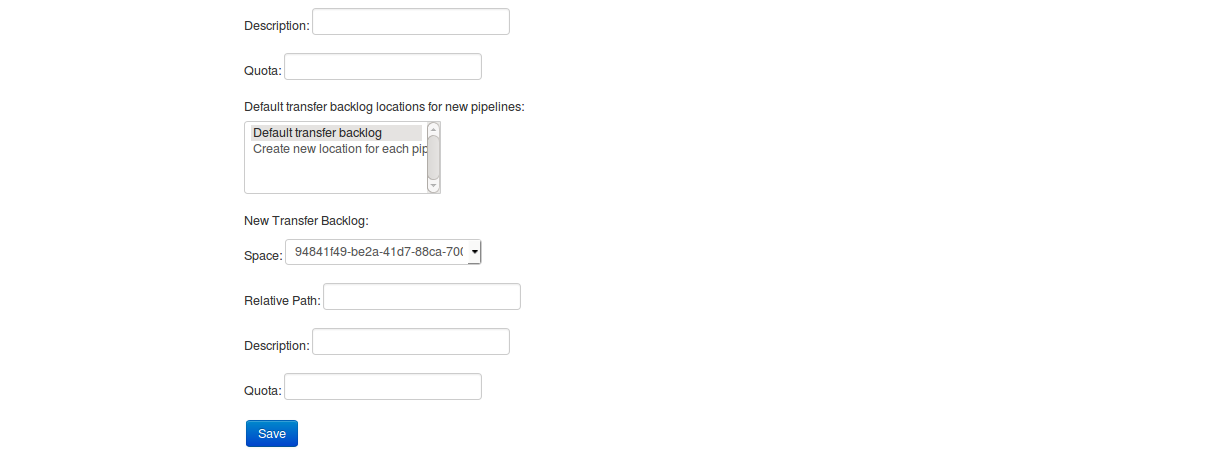 Description:
Quota:
Default transfer backlog locations for new pipelines:
Default transfer backlog
Create new location for each pip
New Transfer Backlog:
Space: 94841f49-be2a-41d7-88ca-700
Relative Path:
Description:
Quota:
Save